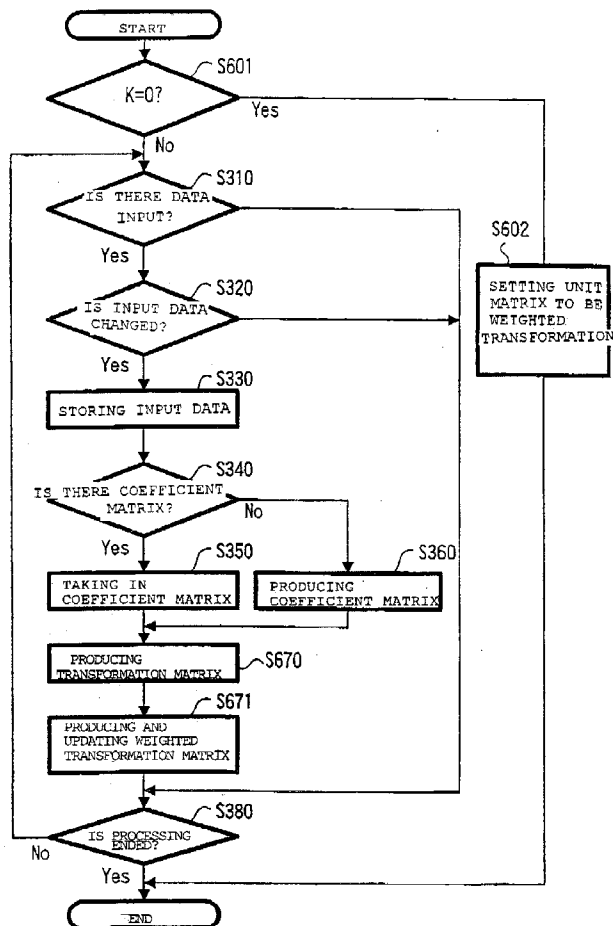 START
S601
K=0?
Yes
No
S310
IS THERE DATA
INPUT?
Yes
S602
SETTING UNIT
MATRIX TO BE
WEIGHTED
TRANSFORMATION
S320
IS INPUT DATA
CHANGED?
Yes
S330
STORING INPUT DATA
S340
IS THERE COEFFICIENT
MATRIX?
No
Yes
S350
TAKING IN
COEFFICIENT MATRIX
S360
PRODUCING
COEFFICIENT MATRIX
PRODUCING
TRANSFORMATION MATRIX
S670
S671
PRODUCING AND
UPDATING WEIGHTED
TRANSFORMATION MATRIX
S380
IS PROCESSING
ENDED?
No
Yes
END